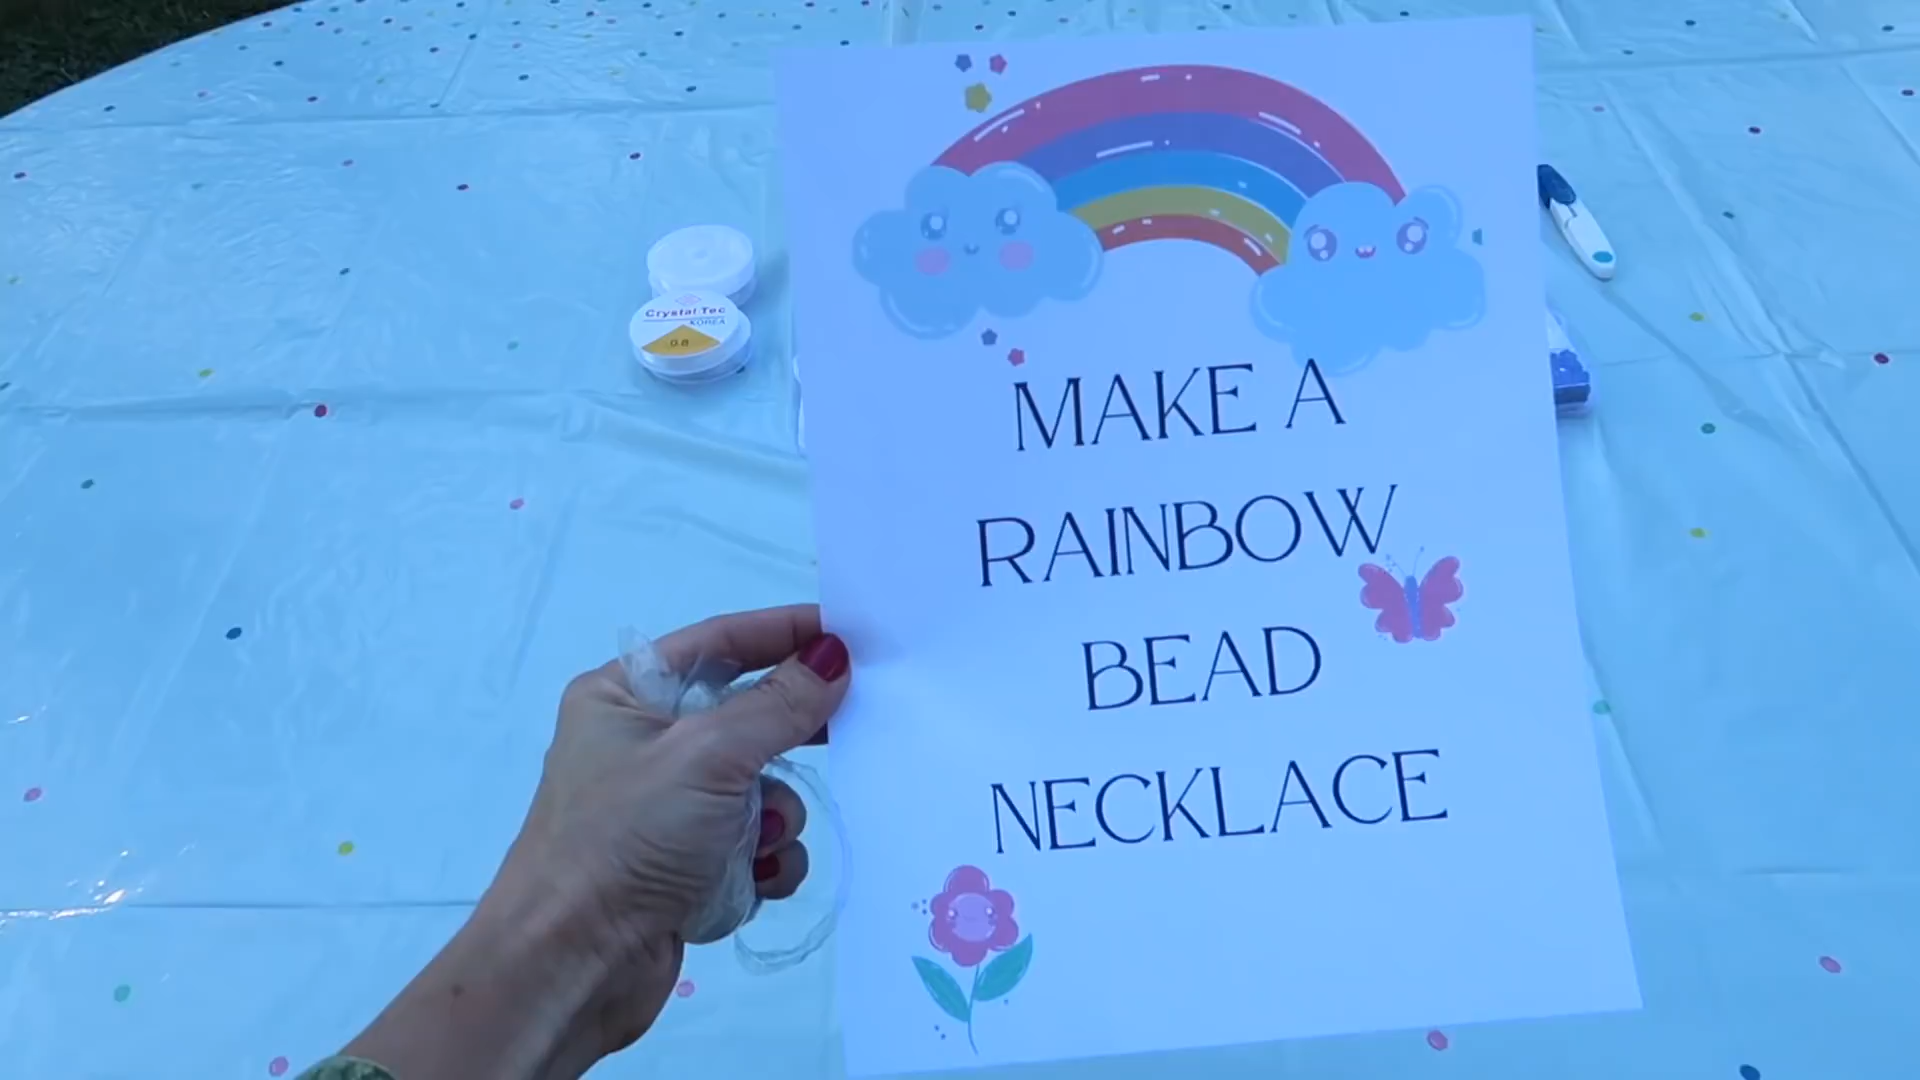 Crystal Tec
KOREA
0.8
MAKE A
RAINBOW
BEAD
NECKLACE